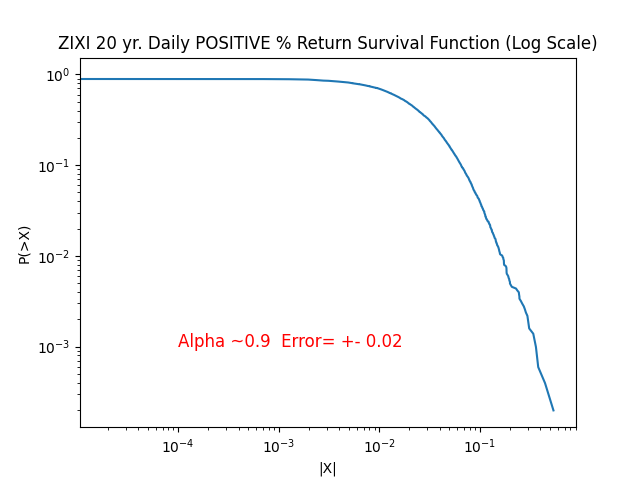 ZIXI 20 yr. Daily POSITIVE % Return Survival Function (Log Scale)
10⁰
10⁻¹
10⁻²
10⁻³
P(>X)
Alpha ~0.9  Error= +- 0.02
10⁻⁴ 10⁻³ 10⁻² 10⁻¹
|X|